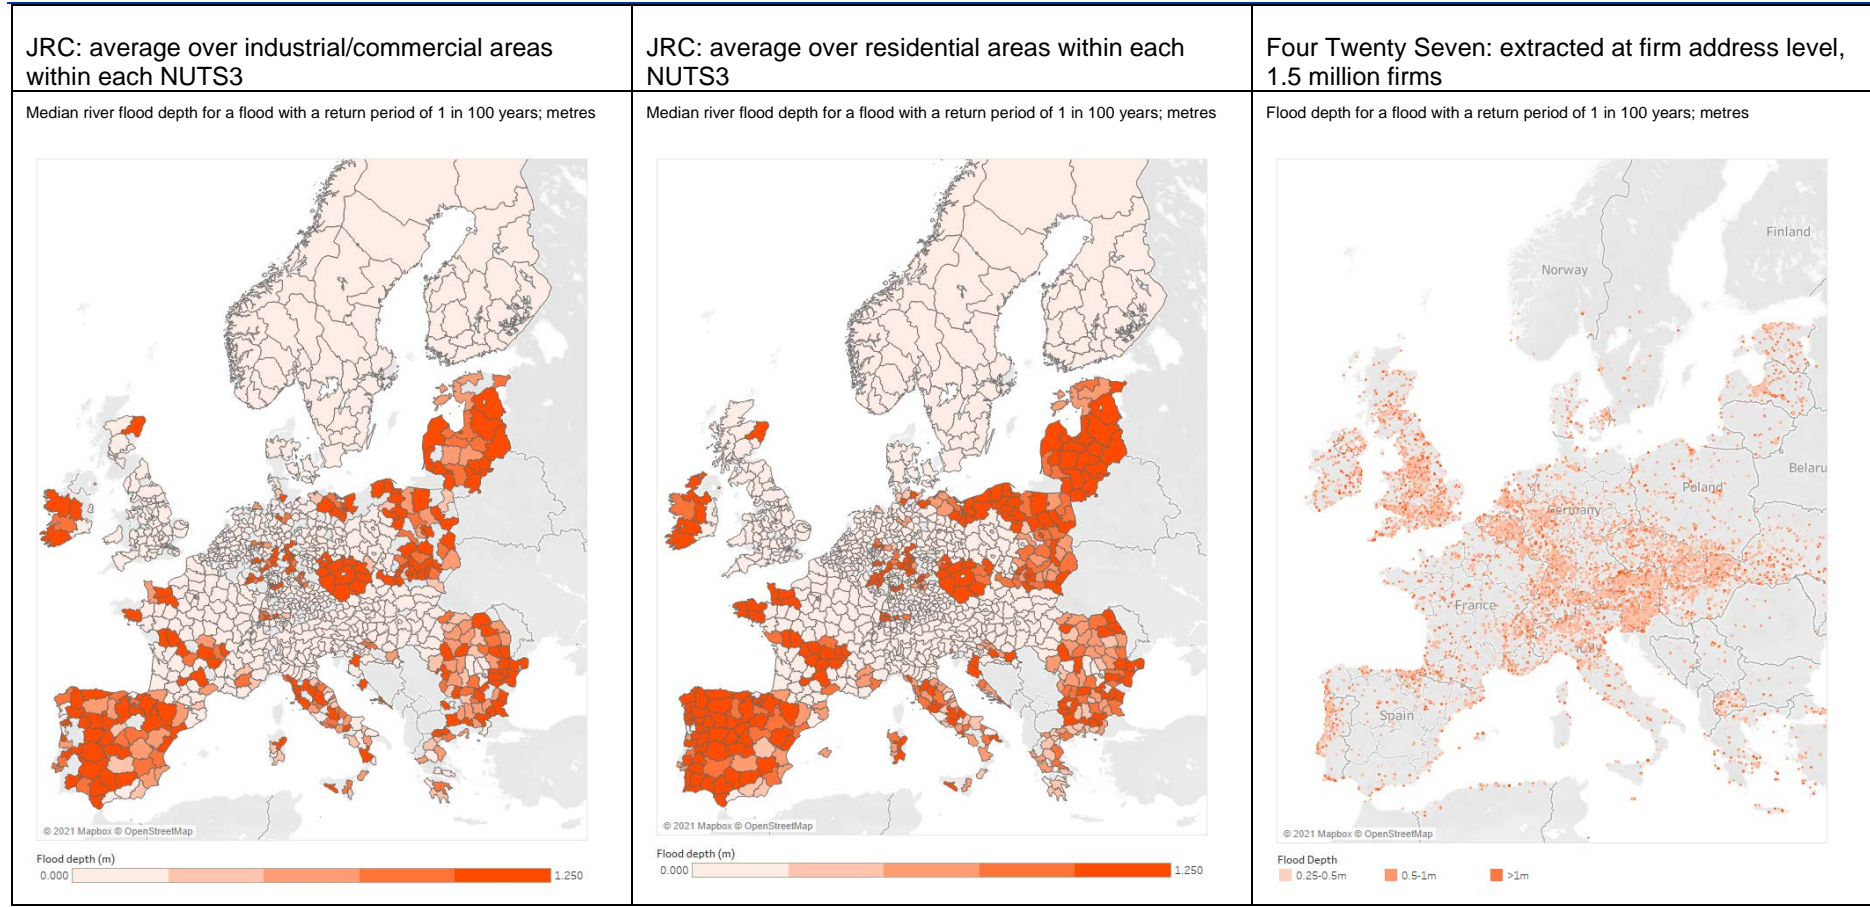 JRC: average over industrial/commercial areas
within each NUTS3
Median river flood depth for a flood with a return period of 1 in 100 years; metres
© 2021 Mapbox © OpenStreetMap
Flood depth (m)
0.000
1.250
JRC: average over residential areas within each
NUTS3
Median river flood depth for a flood with a return period of 1 in 100 years; metres
© 2021 Mapbox © OpenStreetMap
Flood depth (m)
0.000
1.250
Four Twenty Seven: extracted at firm address level,
1.5 million firms
Flood depth for a flood with a return period of 1 in 100 years; metres
Finland
Norway
Belaru
Poland
Germany
France
Italy
Spain
© 2021 Mapbox © OpenStreetMap
Flood Depth
0.25-0.5m
0.5-1m
>1m